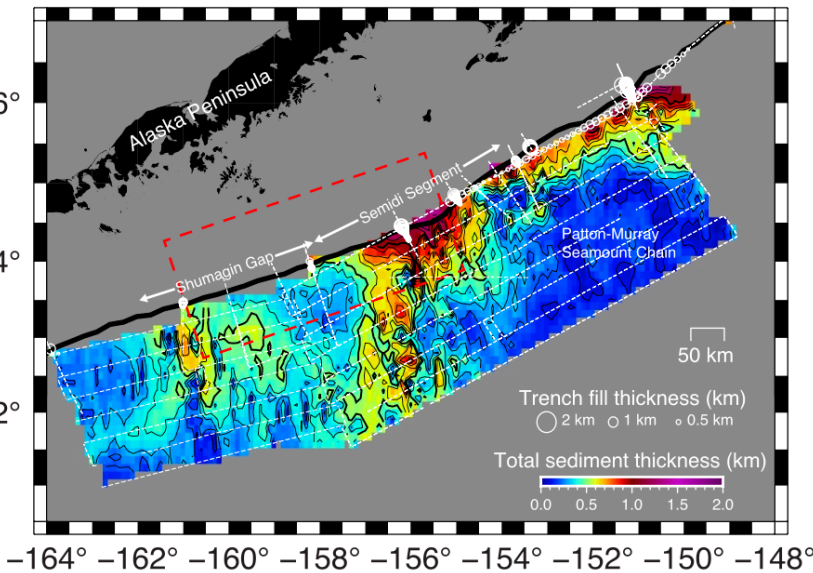 Alaska Peninsula
6°
Semidi Segment
Patton-Murray
Seamount Chain
4°
Shumagin Gap
50 km
Trench fill thickness (km)
2 km 1 km 0.5 km
2°
Total sediment thickness (km)
0.0 0.5 1.0 1.5 2.0
−164° −162° −160° −158° −156° −154° −152° −150° −148°